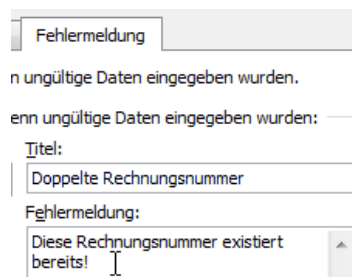 Fehlermeldung
ungültige Daten eingegeben wurden.
enn ungültige Daten eingegeben wurden:
Titel:
Doppelte Rechnungsnummer
Fehlermeldung:
Diese Rechnungsnummer existiert
bereits!